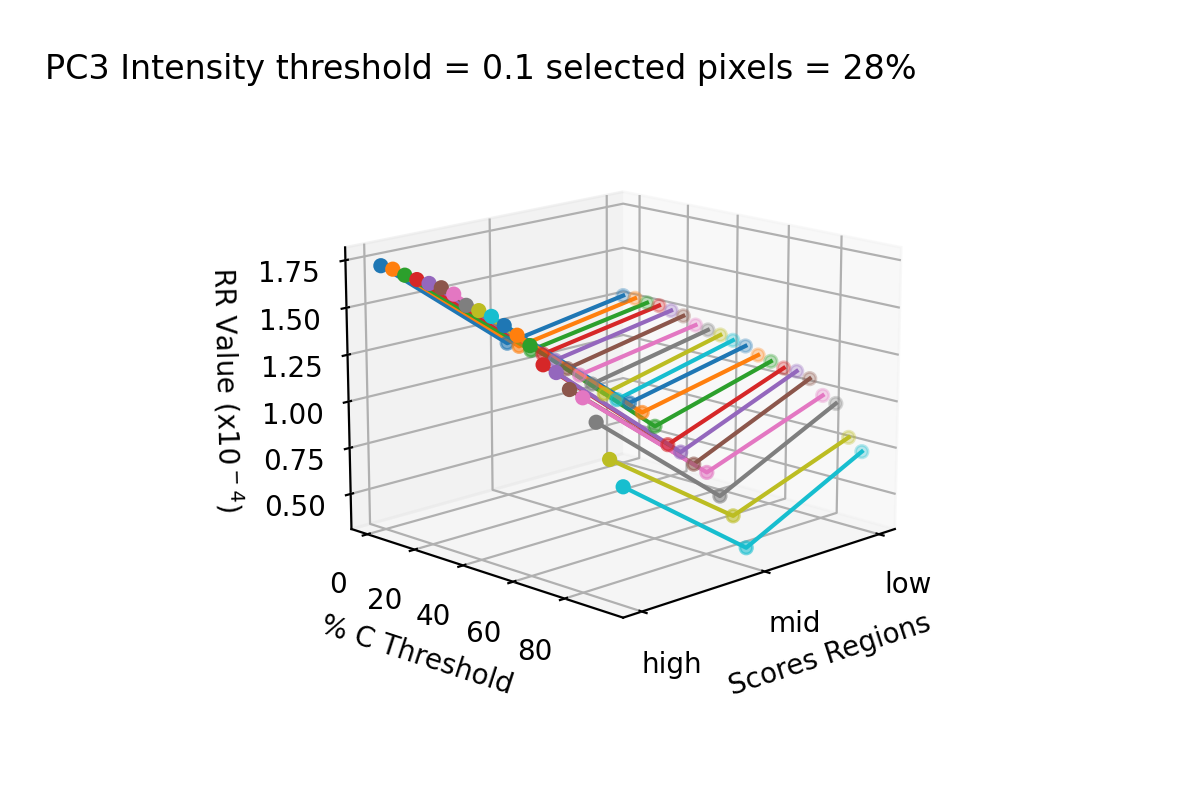 PC3 Intensity threshold = 0.1 selected pixels = 28%
RR Value (x10⁻⁴)
1.75
1.50
1.25
1.00
0.75
0.50
0
20
40
60
80
% C Threshold
high
mid
low
Scores Regions